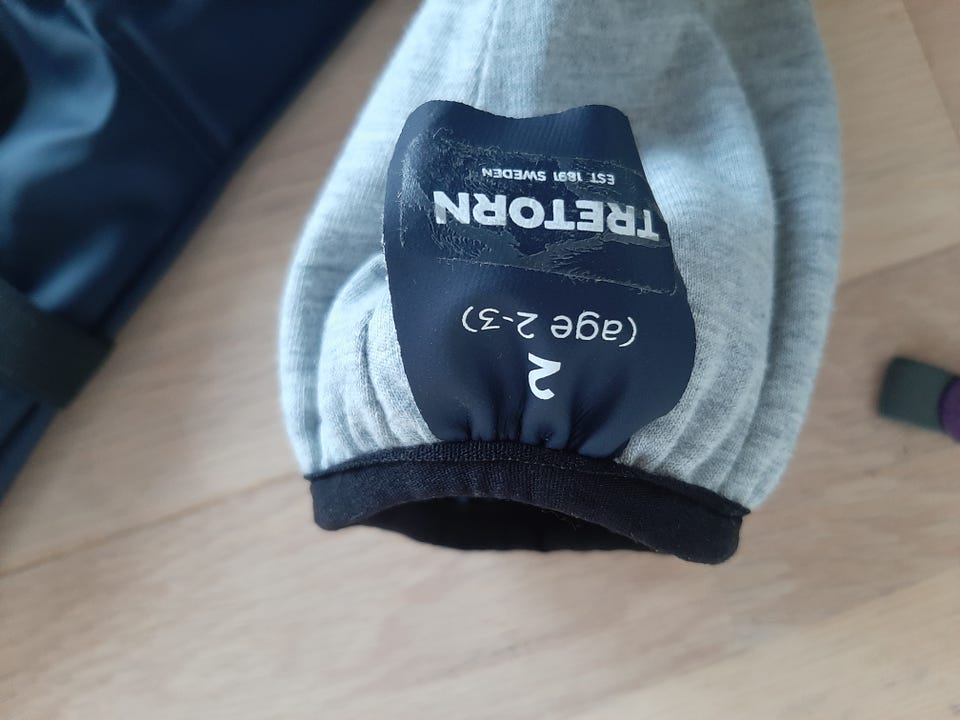 2
(age 2-3)
TRETORN
EST. 1891 SWEDEN